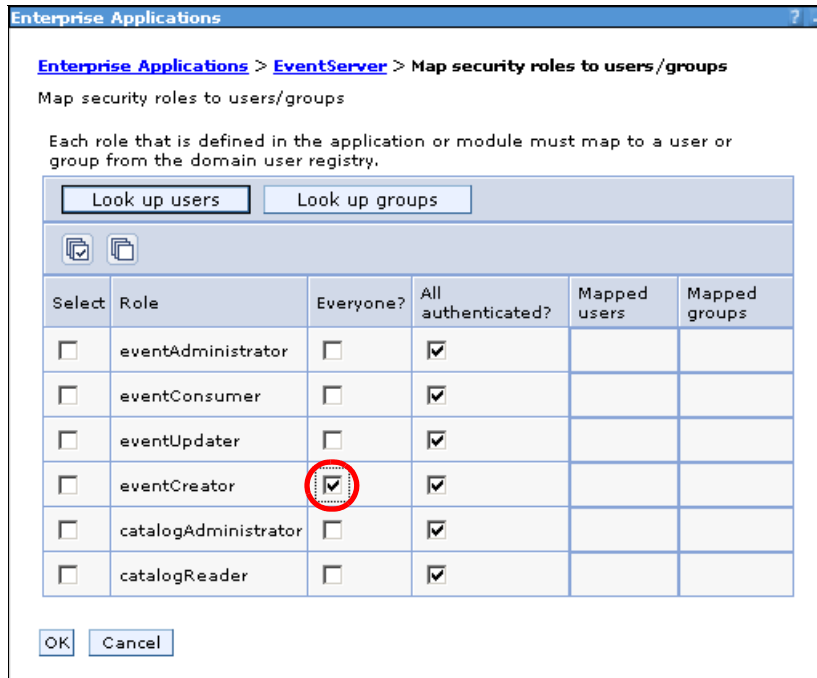 Enterprise Applications ?
Enterprise Applications > EventServer > Map security roles to users/groups
Map security roles to users/groups
Each role that is defined in the application or module must map to a user or
group from the domain user registry.
Look up users Look up groups
Select Role Everyone? All authenticated? Mapped users Mapped groups
eventAdministrator
eventConsumer
eventUpdater
eventCreator
catalogAdministrator
catalogReader
OK Cancel